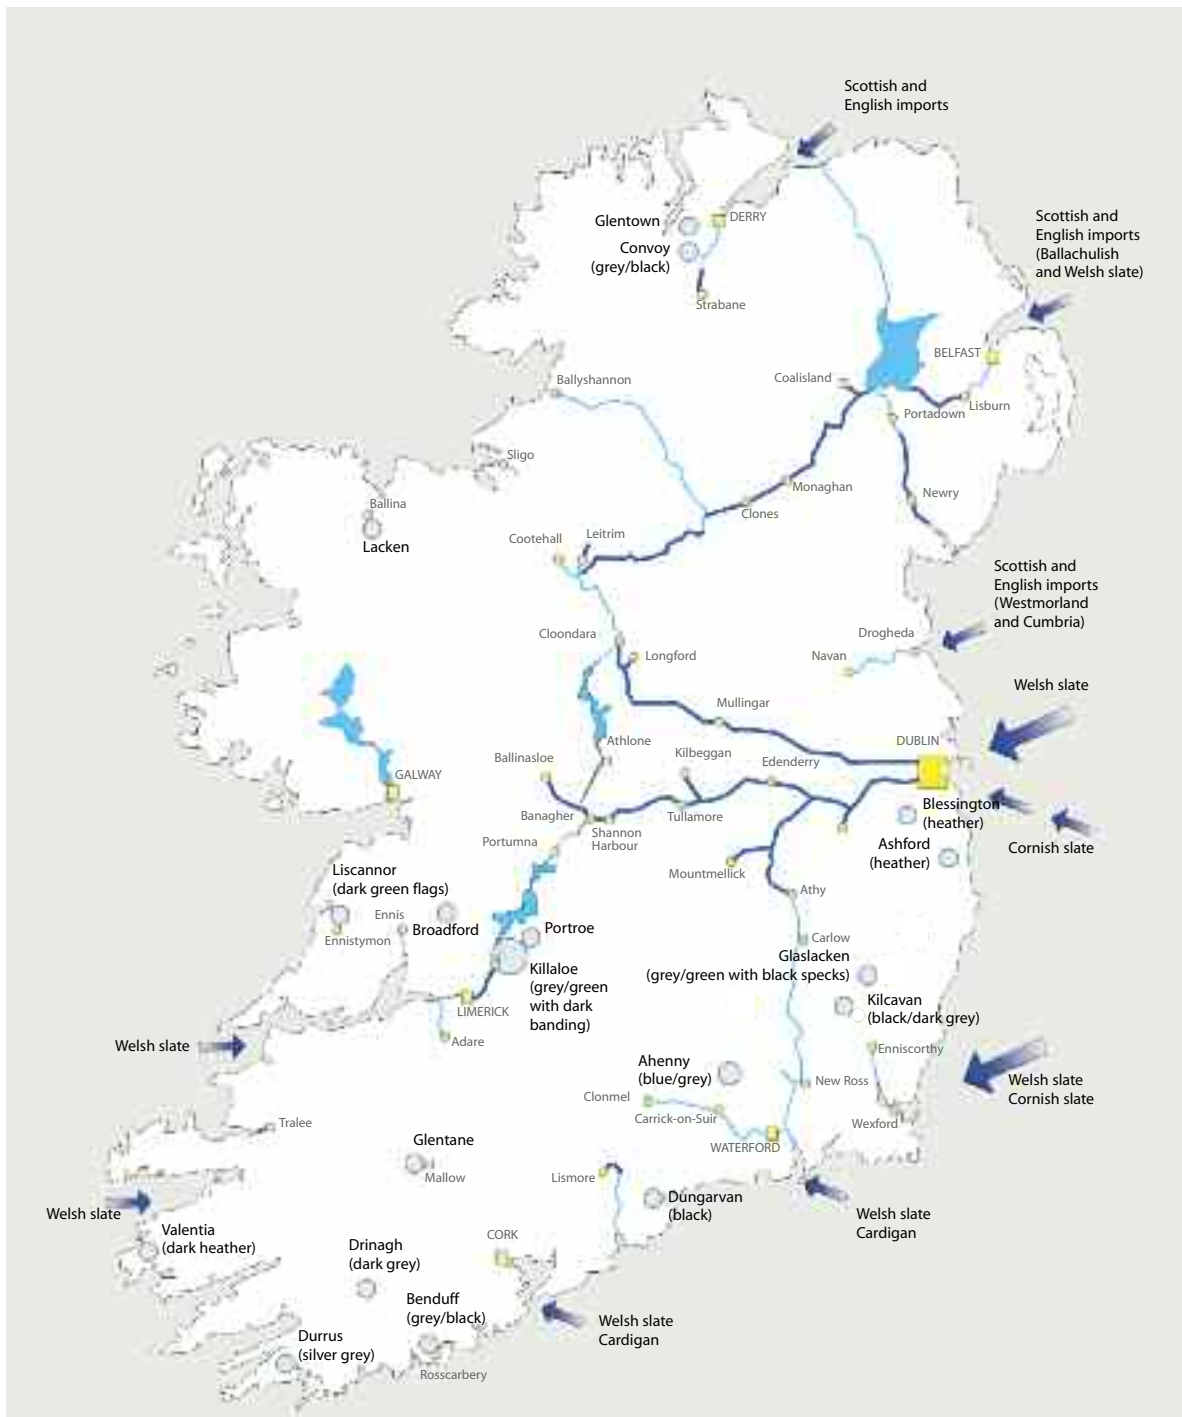 Scottish and
English imports
Glentown
DERRY
Convoy
(grey/black)
Strabane
Scottish and
English imports
(Ballachulish
and Welsh slate)
BELFAST
Coalisland
Ballyshannon
Lisburn
Portadown
Sligo
Monaghan
Newry
Clones
Ballina
Lacken
Leitrim
Cootehall
Scottish and
English imports
(Westmorland
and Cumbria)
Cloondara
Drogheda
Longford
Navan
Welsh slate
Mullingar
DUBLIN
Athlone
Kilbeggan
Ballinasloe
Edenderry
GALWAY
Blessington
(heather)
Banagher
Tullamore
Shannon
Harbour
Portumna
Ashford
(heather)
Cornish slate
Liscannor
(dark green flags)
Mountmellick
Athy
Ennis
Broadford
Portroe
Ennistymon
Carlow
Glaslacken
(grey/green with black specks)
Killaloe
(grey/green
with dark
banding)
Kilcavan
(black/dark grey)
LIMERICK
Adare
Welsh slate
Enniscorthy
Ahenny
(blue/grey)
Welsh slate
Cornish slate
New Ross
Clonmel
Carrick-on-Suir
Wexford
Tralee
WATERFORD
Glentane
Mallow
Lismore
Dungarvan
(black)
Welsh slate
Welsh slate
Cardigan
Valentia
(dark heather)
CORK
Drinagh
(dark grey)
Benduff
(grey/black)
Welsh slate
Cardigan
Durrus
(silver grey)
Rosscarbery